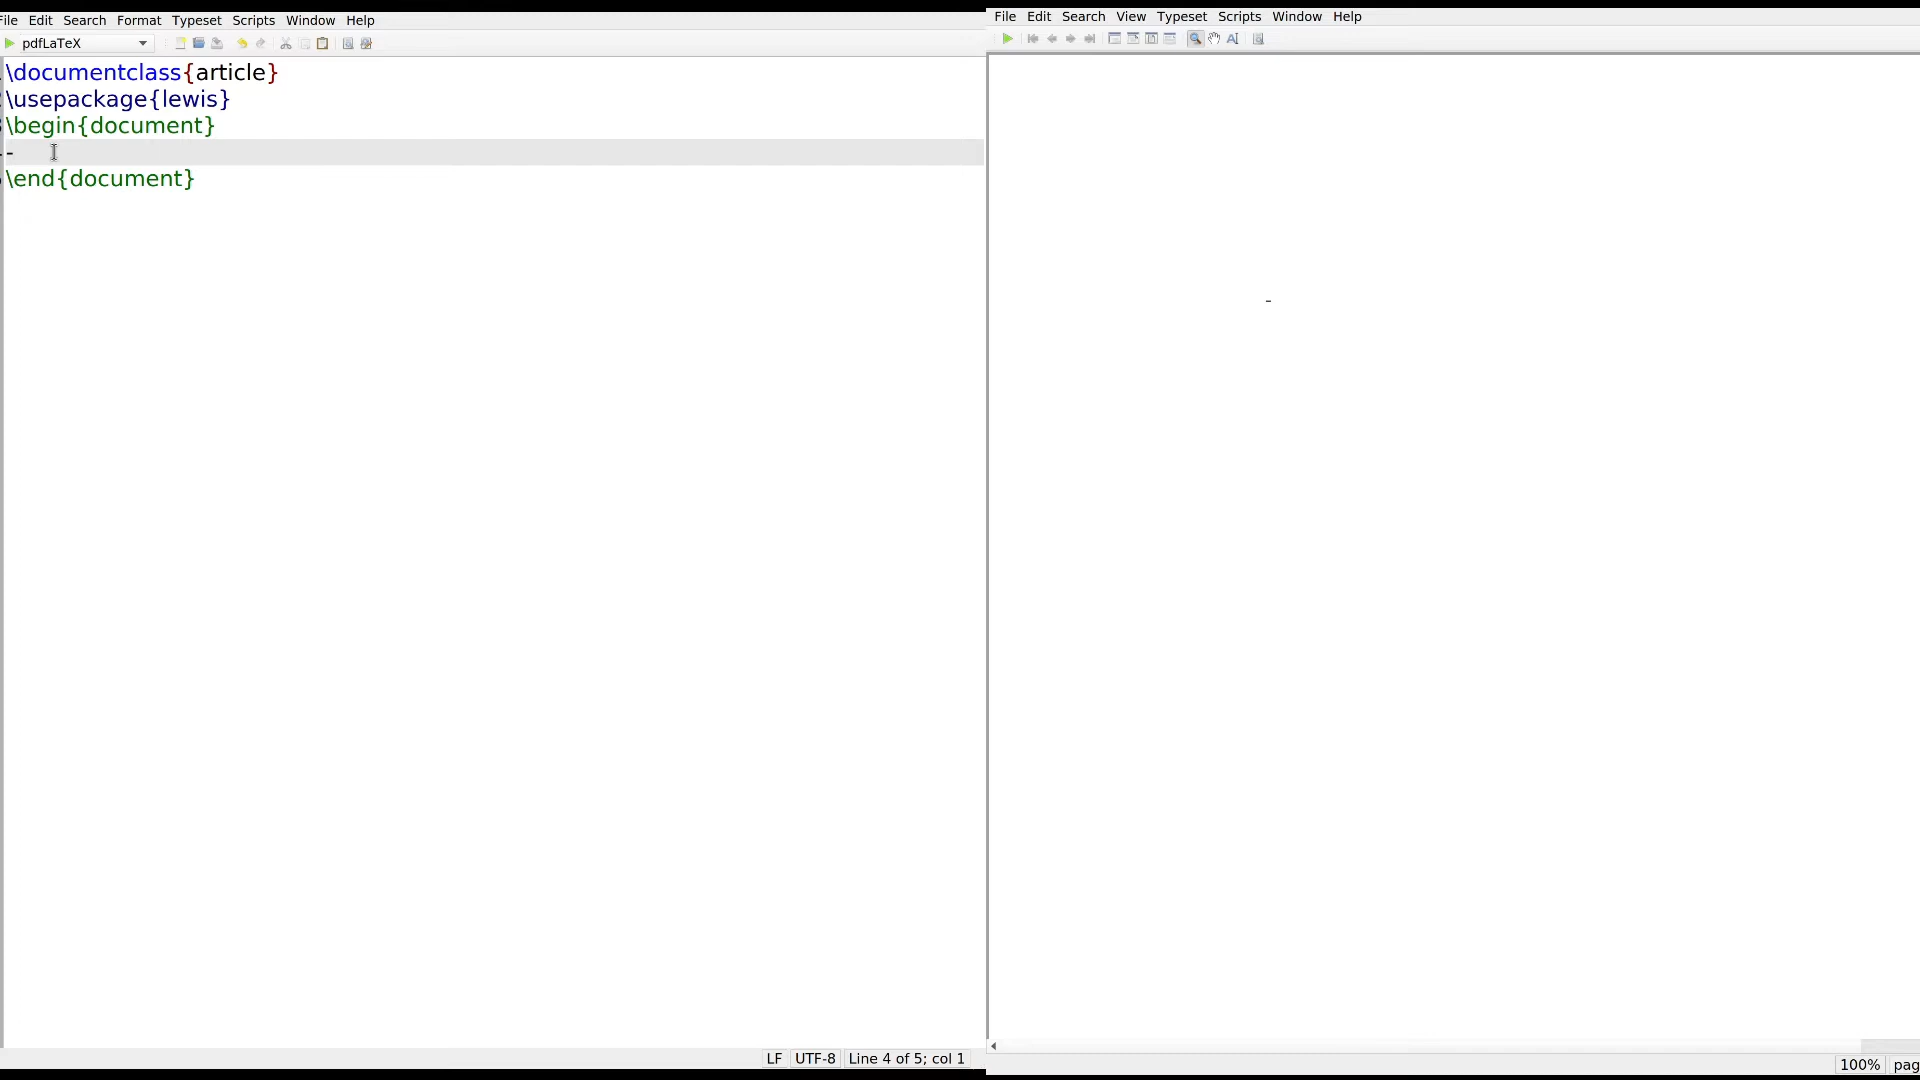 File Edit Search Format Typeset Scripts Window Help
pdfLaTeX
\documentclass{article}
\usepackage{lewis}
\begin{document}
-
\end{document}
LF UTF-8 Line 4 of 5; col 1
File Edit Search View Typeset Scripts Window Help
-
100% pag